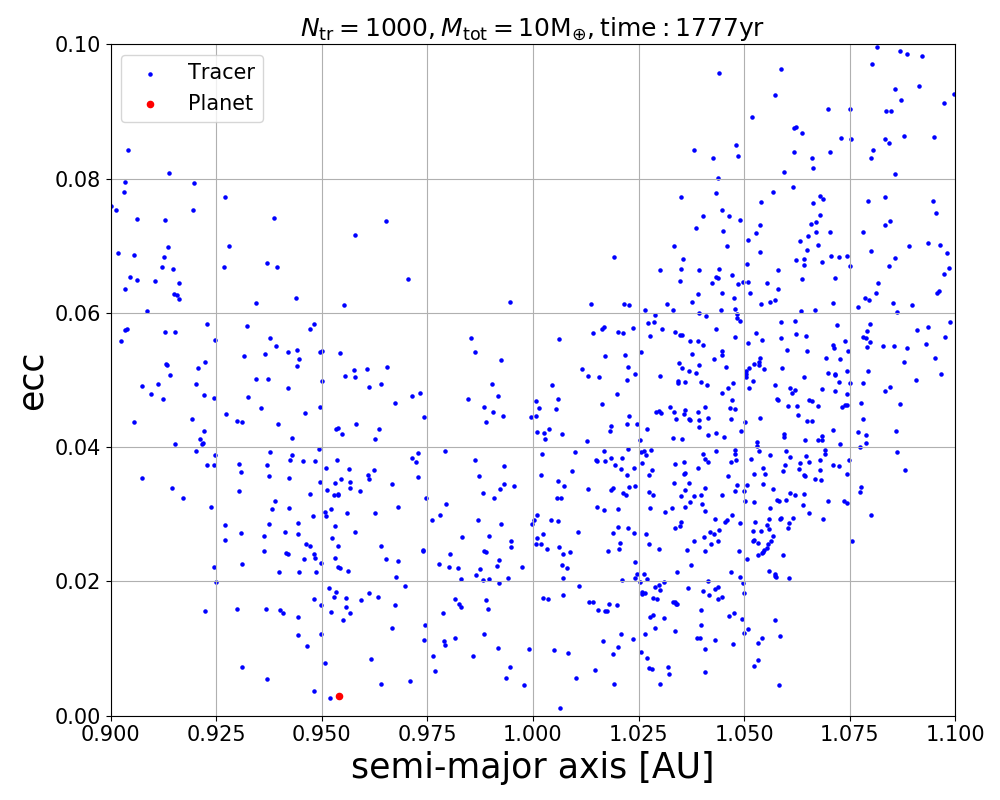 N_tr = 1000, M_tot = 10M_⊕, time : 1777yr
Tracer
Planet
0.10
0.08
0.06
0.04
0.02
0.00
ecc
0.900 0.925 0.950 0.975 1.000 1.025 1.050 1.075 1.100
semi-major axis [AU]